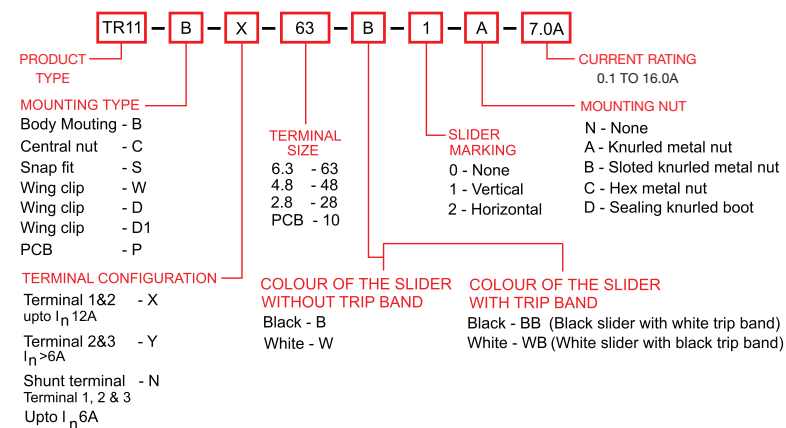 TR11 - B - X - 63 - B - 1 - A - 7.0A
PRODUCT
TYPE
CURRENT RATING
0.1 TO 16.0A
MOUNTING TYPE
Body Mouting - B
Central nut - C
Snap fit - S
Wing clip - W
Wing clip - D
Wing clip - D1
PCB - P
TERMINAL
SIZE
6.3 - 63
4.8 - 48
2.8 - 28
PCB - 10
SLIDER
MARKING
0 - None
1 - Vertical
2 - Horizontal
MOUNTING NUT
N - None
A - Knurled metal nut
B - Sloted knurled metal nut
C - Hex metal nut
D - Sealing knurled boot
TERMINAL CONFIGURATION
Terminal 1&2 - X
upto In 12A
Terminal 2&3 - Y
In >6A
Shunt terminal - N
Terminal 1, 2 & 3
Upto In 6A
COLOUR OF THE SLIDER
WITHOUT TRIP BAND
Black - B
White - W
COLOUR OF THE SLIDER
WITH TRIP BAND
Black - BB (Black slider with white trip band)
White - WB (White slider with black trip band)